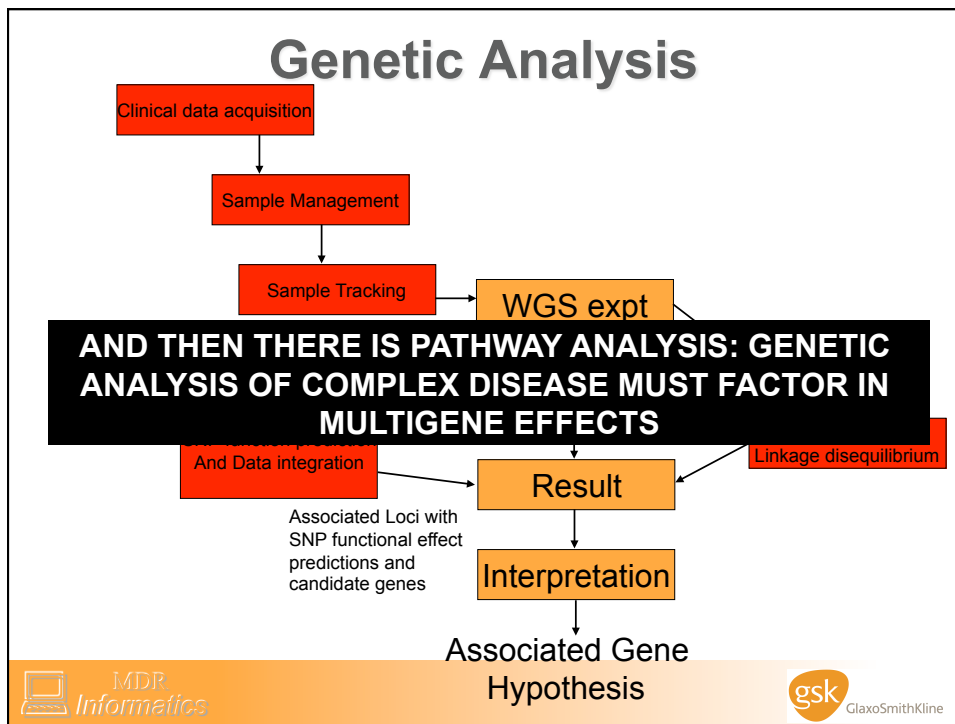 Genetic Analysis
Clinical data acquisition
Sample Management
Sample Tracking
WGS expt
AND THEN THERE IS PATHWAY ANALYSIS: GENETIC
ANALYSIS OF COMPLEX DISEASE MUST FACTOR IN
MULTIGENE EFFECTS
And Data integration
Linkage disequilibrium
Result
Associated Loci with
SNP functional effect
predictions and
candidate genes
Interpretation
Associated Gene
Hypothesis
MDR
Informatics
gsk
GlaxoSmithKline